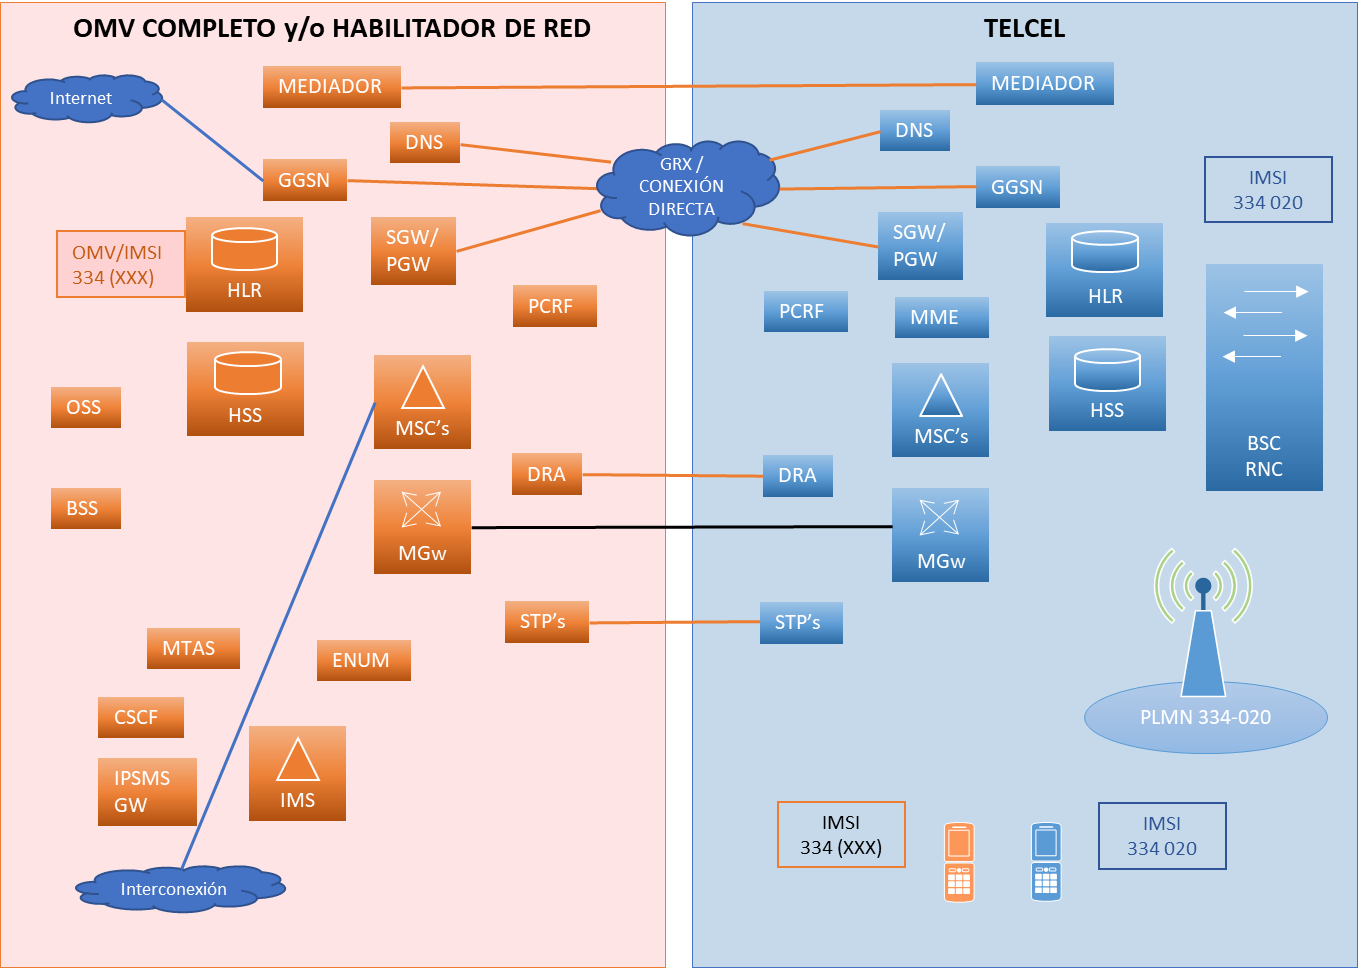 OMV COMPLETO y/o HABILITADOR DE RED
Internet
MEDIADOR
DNS
GGSN
OMV/IMSI
334 (XXX)
HLR
SGW/
PGW
PCRF
HSS
OSS
MSC's
BSS
DRA
MGw
STP's
MTAS
ENUM
CSCF
IPSMS
GW
IMS
Interconexión
GRX /
CONEXIÓN
DIRECTA
TELCEL
MEDIADOR
DNS
GGSN
IMSI
334 020
SGW/
PGW
HLR
PCRF
MME
HSS
MSC's
BSC
RNC
DRA
MGw
STP's
PLMN 334-020
IMSI
334 (XXX)
IMSI
334 020